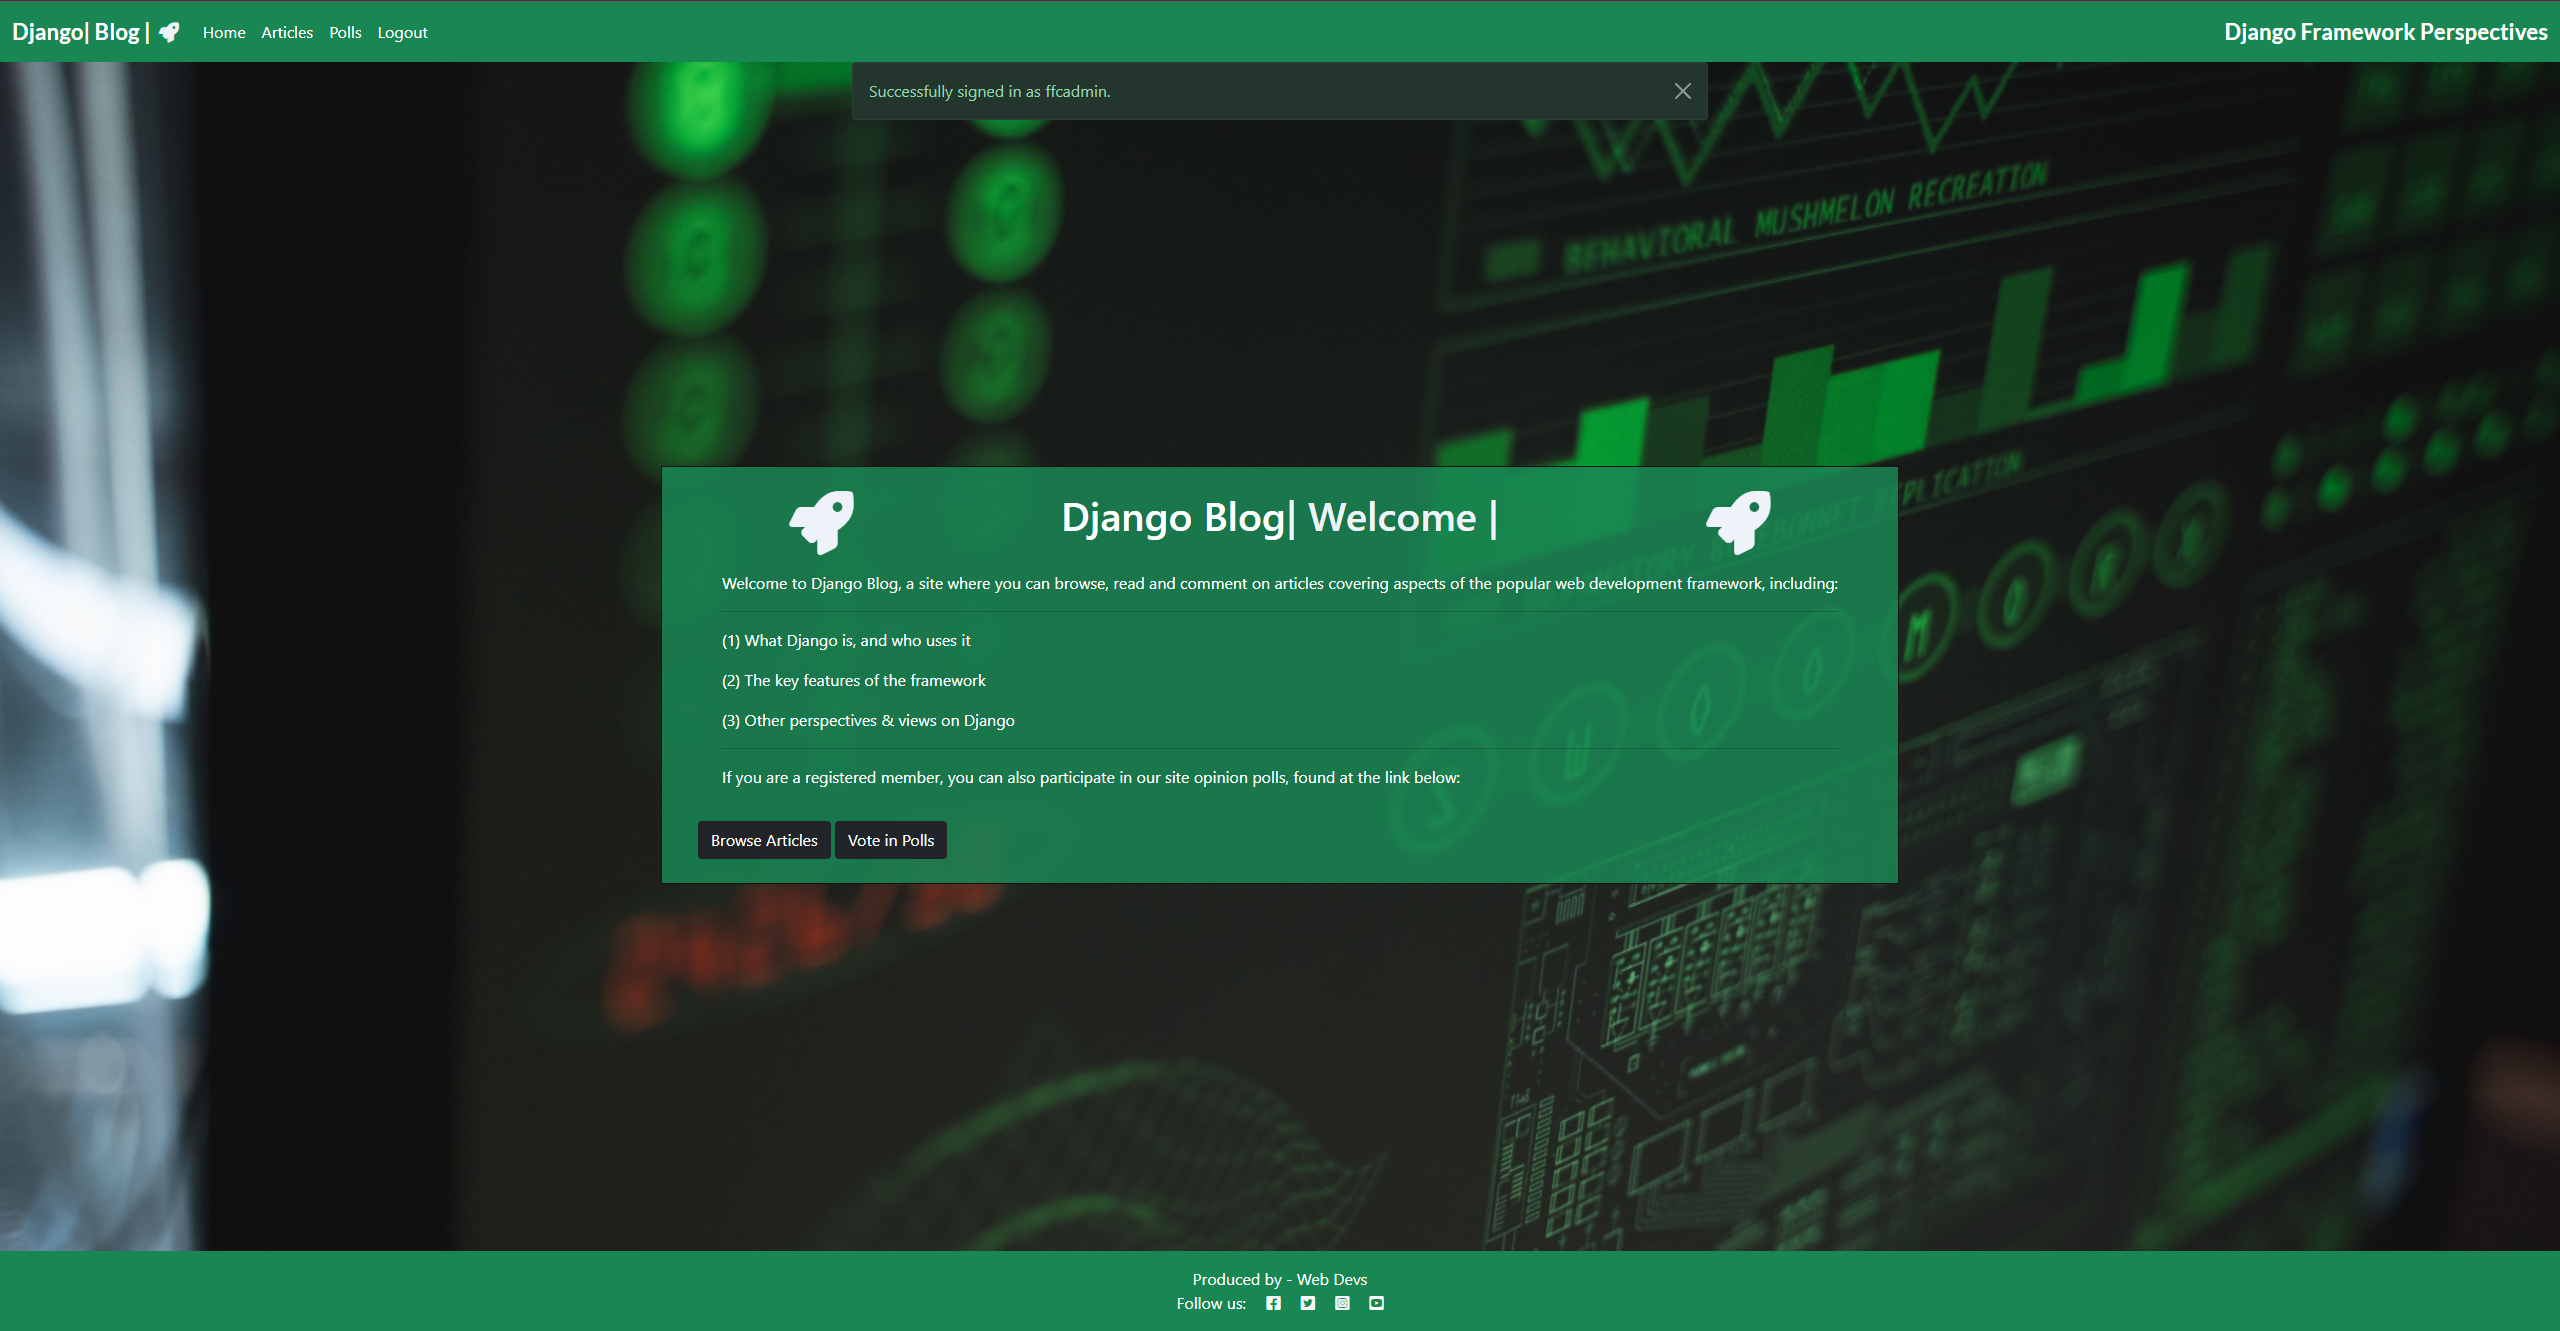 Django| Blog |
Home Articles Polls Logout
Django Framework Perspectives
Successfully signed in as ffcadmin.
BEHAVIORAL MUSHMELON RECREATION
Django Blog| Welcome |
Welcome to Django Blog, a site where you can browse, read and comment on articles covering aspects of the popular web development framework, including:
(1) What Django is, and who uses it
(2) The key features of the framework
(3) Other perspectives & views on Django
If you are a registered member, you can also participate in our site opinion polls, found at the link below:
Browse Articles Vote in Polls
Produced by - Web Devs
Follow us: